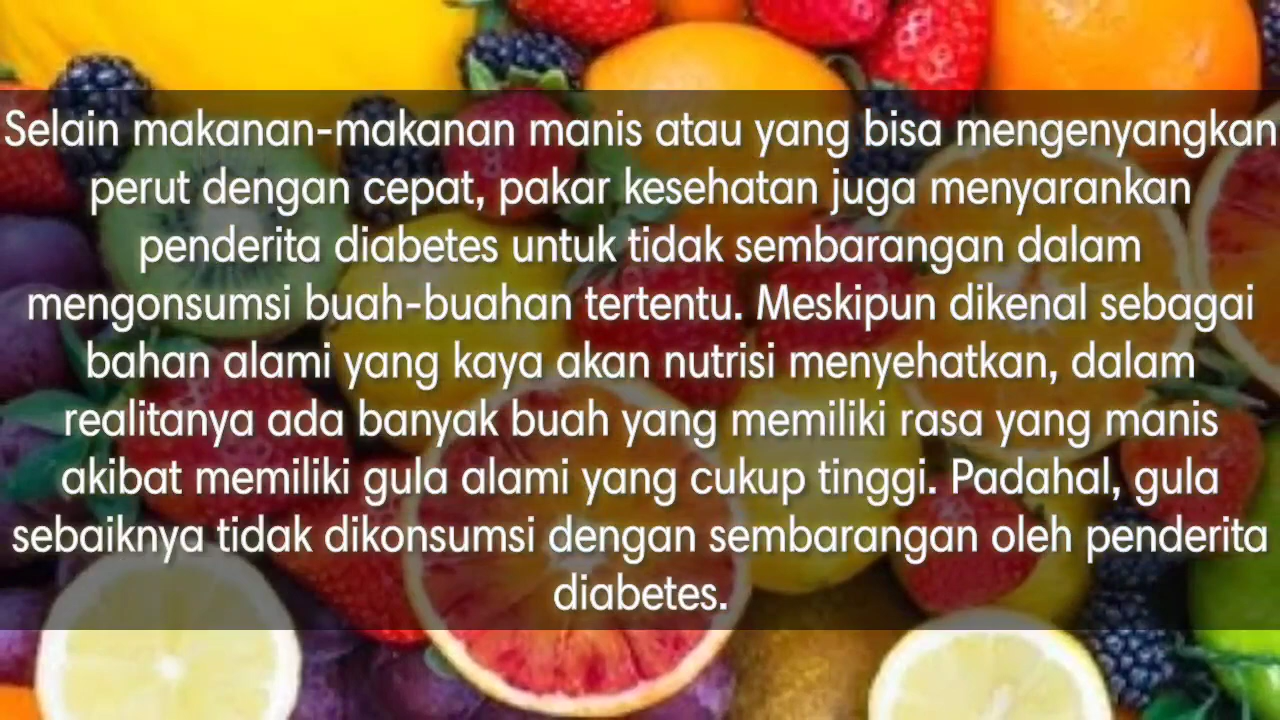 Selain makanan-makanan manis atau yang bisa mengenyangkan
perut dengan cepat, pakar kesehatan juga menyarankan
penderita diabetes untuk tidak sembarangan dalam
mengonsumsi buah-buahan tertentu. Meskipun dikenal sebagai
bahan alami yang kaya akan nutrisi menyehatkan, dalam
realitanya ada banyak buah yang memiliki rasa yang manis
akibat memiliki gula alami yang cukup tinggi. Padahal, gula
sebaiknya tidak dikonsumsi dengan sembarangan oleh penderita
diabetes.